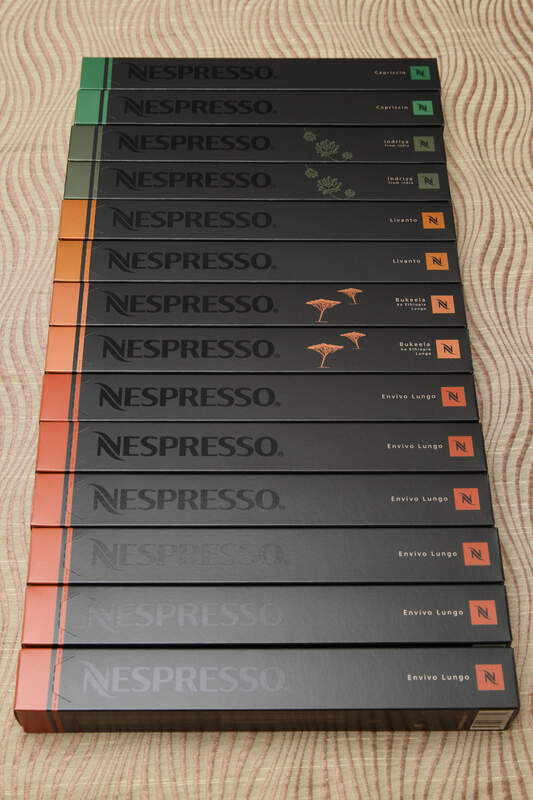 NESPRESSO. Capriccio
NESPRESSO. Capriccio
NESPRESSO. Indriya
from India
NESPRESSO. Indriya
from India
NESPRESSO. Livanto
NESPRESSO. Livanto
NESPRESSO. Bukeela
ka Ethiopia
Lungo
NESPRESSO. Bukeela
ka Ethiopia
Lungo
NESPRESSO. Envivo Lungo
NESPRESSO. Envivo Lungo
NESPRESSO. Envivo Lungo
NESPRESSO. Envivo Lungo
NESPRESSO. Envivo Lungo
NESPRESSO. Envivo Lungo